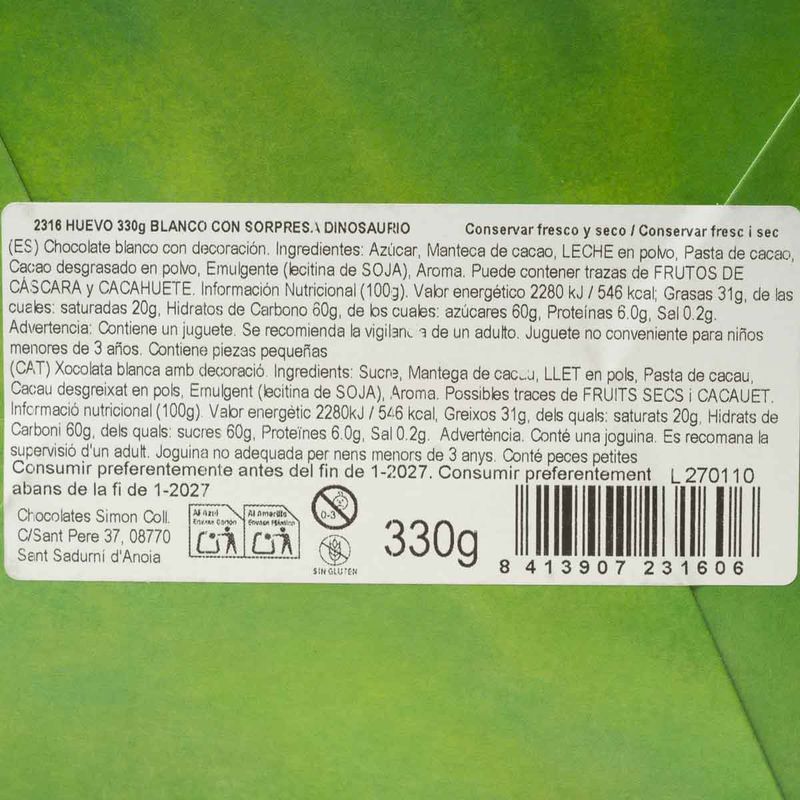 2316 HUEVO 330g BLANCO CON SORPRESA DINOSAURIO Conservar fresco y seco / Conservar fresc i sec
(ES) Chocolate blanco con decoración. Ingredientes: Azúcar, Manteca de cacao, LECHE en polvo, Pasta de cacao,
Cacao desgrasado en polvo, Emulgente (lecitina de SOJA), Aroma. Puede contener trazas de FRUTOS DE
CÁSCARA y CACAHUETE. Información Nutricional (100g). Valor energético 2280 kJ / 546 kcal; Grasas 31g, de las
cuales: saturadas 20g, Hidratos de Carbono 60g, de los cuales: azúcares 60g, Proteínas 6.0g, Sal 0.2g.
Advertencia: Contiene un juguete. Se recomienda la vigilancia de un adulto. Juguete no conveniente para niños
menores de 3 años. Contiene piezas pequeñas
(CAT) Xocolata blanca amb decoració. Ingredients: Sucre, Mantega de cacau, LLET en pols, Pasta de cacau,
Cacau desgreixat en pols, Emulgent (lecitina de SOJA), Aroma. Possibles traces de FRUITS SECS i CACAUET.
Informació nutricional (100g). Valor energètic 2280kJ / 546 kcal, Greixos 31g, dels quals: saturats 20g, Hidrats de
Carboni 60g, dels quals: sucres 60g, Proteïnes 6.0g, Sal 0.2g. Advertència. Conté una joguina. Es recomana la
supervisió d'un adult. Joguina no adequada per nens menors de 3 anys. Conté peces petites
Consumir preferentemente antes del fin de 1-2027. Consumir preferentement L270110
abans de la fi de 1-2027
Chocolates Simon Coll.
C/Sant Pere 37, 08770
Sant Sadurní d'Anoia
Al Azul
Envase Cartón
Al Amarillo
Envase Plástico
0-3
SIN GLUTEN
330g
8 413907 231606